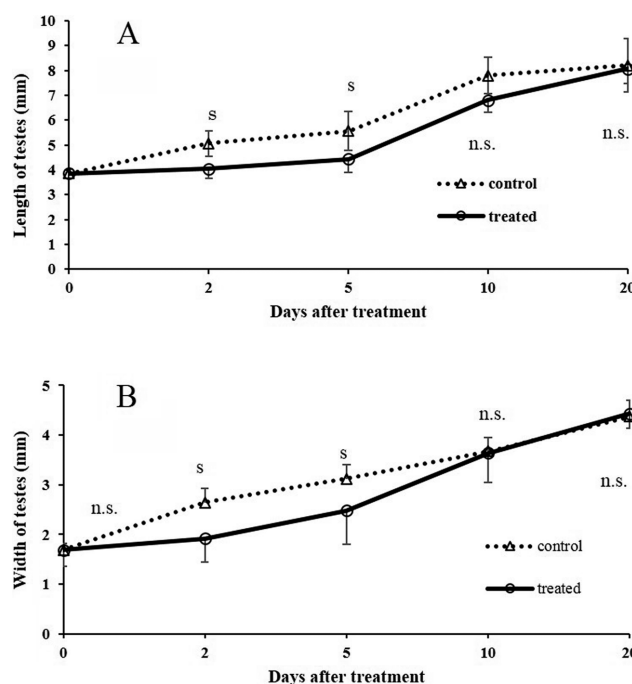 A
10
9
8
7
6
5
4
3
2
1
0
Length of testes (mm)
s
s
n.s.
n.s.
control
treated
0 2 5 10 20
Days after treatment
B
5
4
3
2
1
0
Width of testes (mm)
n.s.
s
s
n.s.
n.s.
control
treated
0 2 5 10 20
Days after treatment